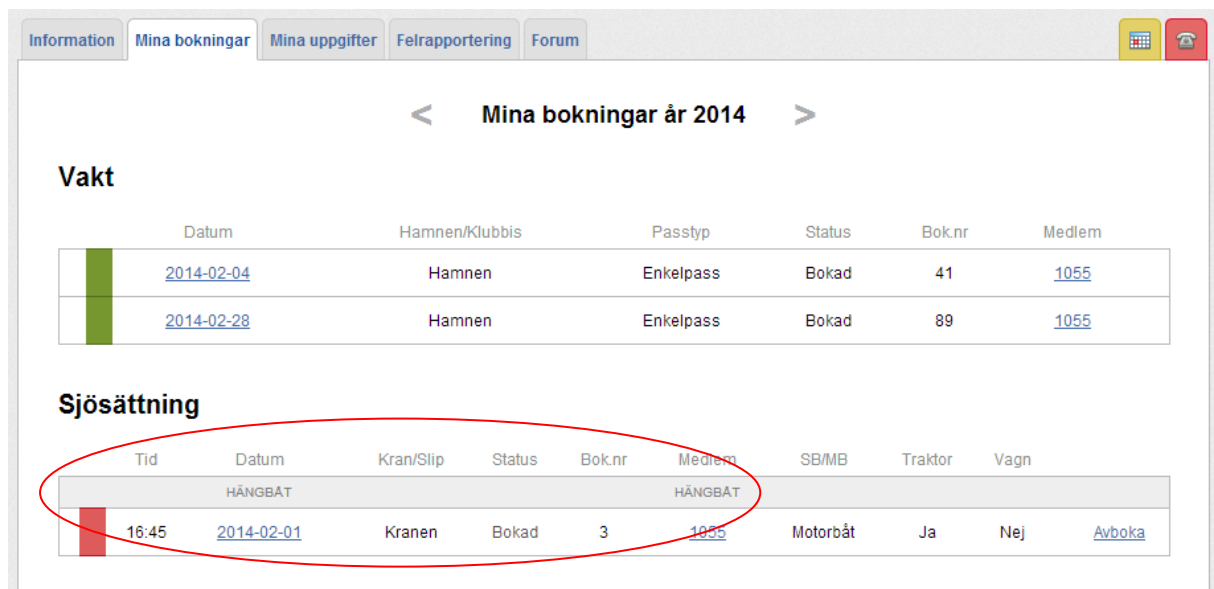 Information Mina bokningar Mina uppgifter Felrapportering Forum
< Mina bokningar år 2014 >
Vakt
Datum Hamnen/Klubbis Passtyp Status Bok.nr Medlem
2014-02-04 Hamnen Enkelpass Bokad 41 1055
2014-02-28 Hamnen Enkelpass Bokad 89 1055
Sjösättning
Tid Datum Kran/Slip Status Bok.nr Medlem SB/MB Traktor Vagn
HÄNGBÅT HÄNGBÅT
16:45 2014-02-01 Kranen Bokad 3 1055 Motorbåt Ja Nej Avboka